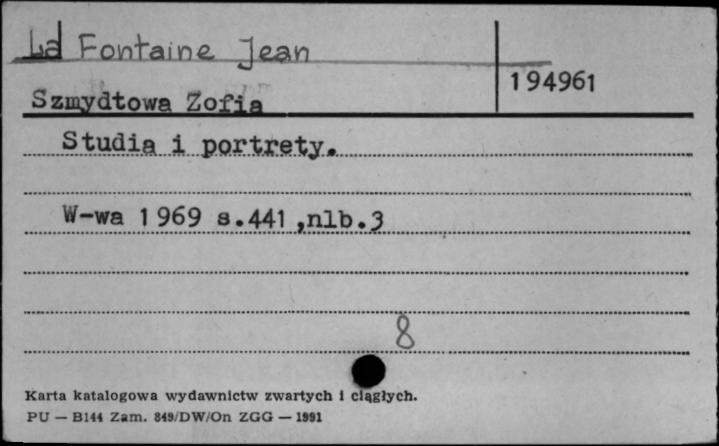 La Fontaine Jean
194961
Szmydtowa Zofia
Studia i portrety.
W-wa 1969 s.441,nlb.3
8
Karta katalogowa wydawnictw zwartych i ciągłych.
PU — B144 Zam. 849/DW/On ZGG — 1991